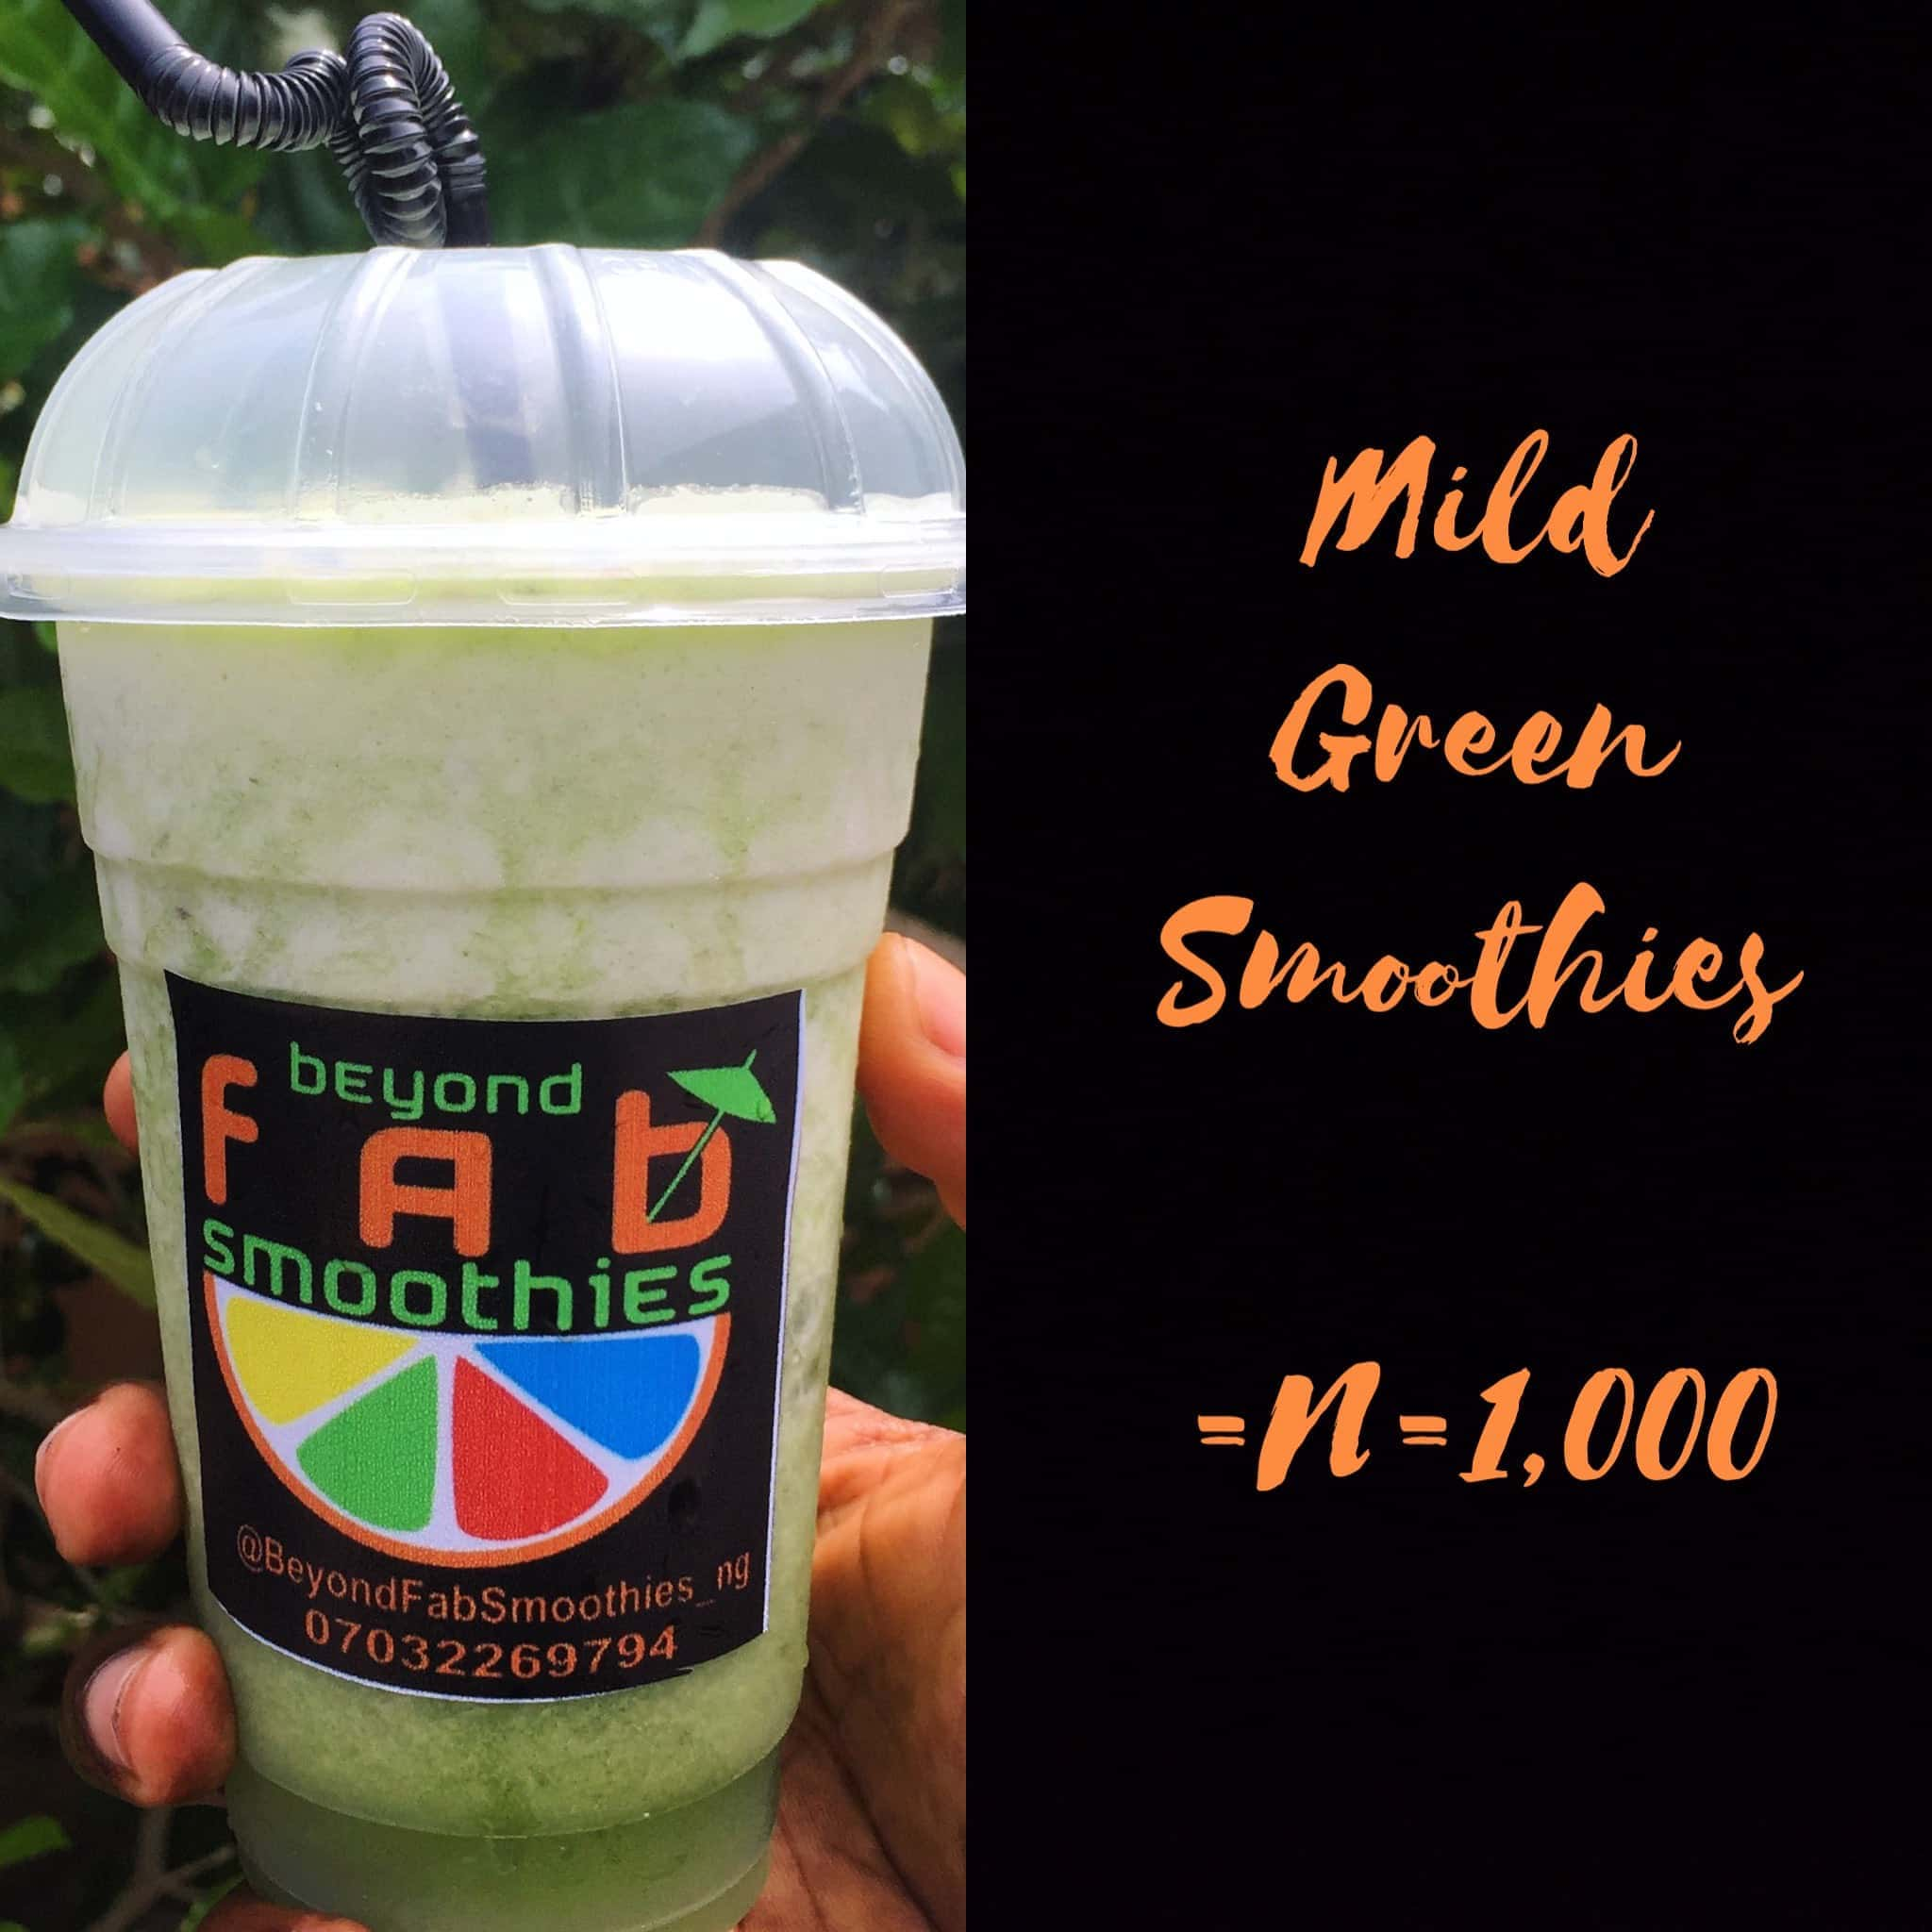 beyond
fAb
smoothiEs
@BeyondFabSmoothies_ng
07032269794
Mild
Green
Smoothies
=N=1,000